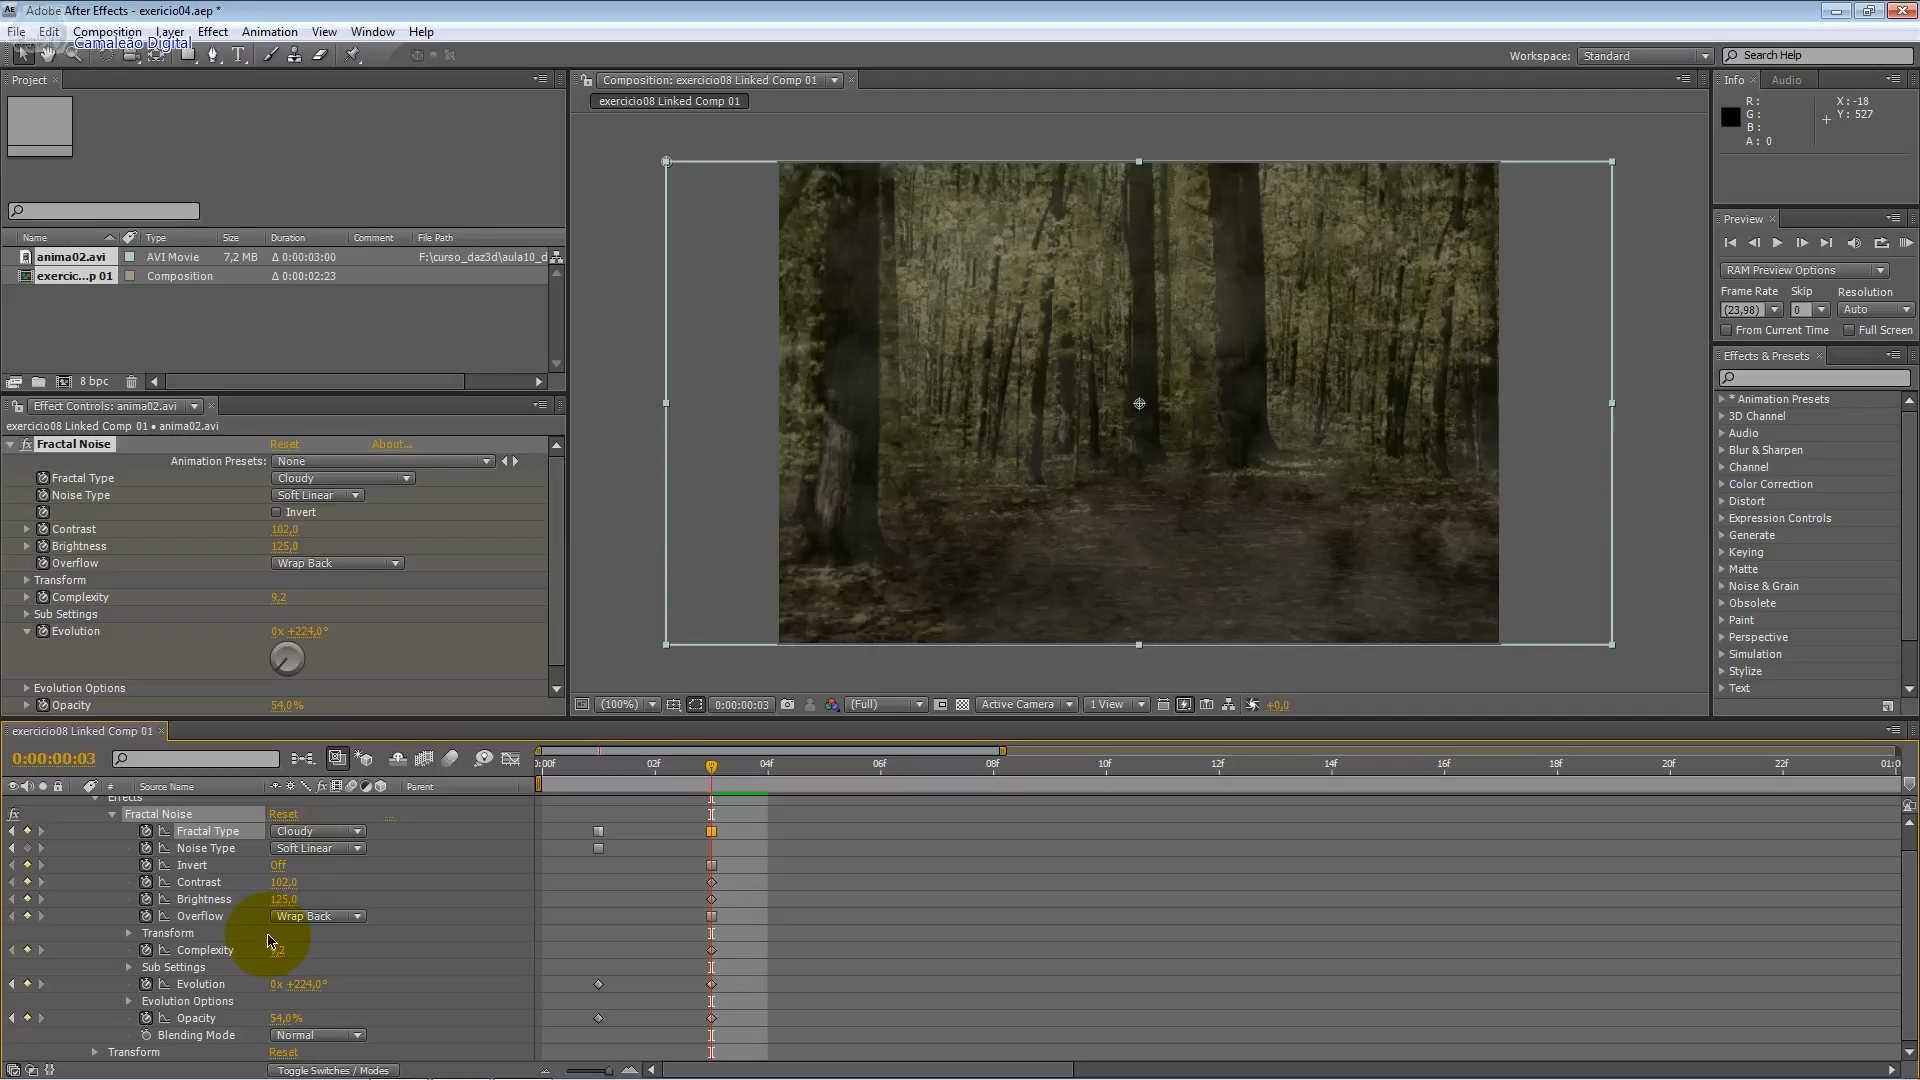 Adobe After Effects - exericio04.aep *
File Edit Composition Layer Effect Animation View Window Help
Camaleão Digital
Workspace: Standard
Search Help
Project
Composition: exercicio08 Linked Comp 01
Info Audio
exercicio08 Linked Comp 01
R:
G:
B:
A: 0
X: -18
Y: 527
Preview
Name Type Size Duration Comment File Path
anima02.avi AVI Movie 7,2 MB Δ 0:00:03:00 F:\curso_daz3d\aula10_d
exercic...p 01 Composition Δ 0:00:02:23
RAM Preview Options
Frame Rate Skip Resolution
(23,98) 0 Auto
From Current Time Full Screen
Effects & Presets
8 bpc
* Animation Presets
3D Channel
Audio
Blur & Sharpen
Channel
Color Correction
Distort
Expression Controls
Generate
Keying
Matte
Noise & Grain
Obsolete
Paint
Perspective
Simulation
Stylize
Text
Effect Controls: anima02.avi
exercicio08 Linked Comp 01 • anima02.avi
fx Fractal Noise Reset About...
Animation Presets: None
Fractal Type Cloudy
Noise Type Soft Linear
Invert
Contrast 102,0
Brightness 125,0
Overflow Wrap Back
Transform
Complexity 9,2
Sub Settings
Evolution 0x +224,0°
Evolution Options
Opacity 54,0%
(100%) 0:00:00:03 (Full) Active Camera 1 View +0,0
exercicio08 Linked Comp 01
0:00:00:03
:00f 02f 04f 06f 08f 10f 12f 14f 16f 18f 20f 22f 01:0
# Source Name Parent
Effects
fx Fractal Noise Reset ...
Fractal Type Cloudy
Noise Type Soft Linear
Invert Off
Contrast 102,0
Brightness 125,0
Overflow Wrap Back
Transform
Complexity 9,2
Sub Settings
Evolution 0x +224,0°
Evolution Options
Opacity 54,0%
Blending Mode Normal
Transform Reset
Toggle Switches / Modes